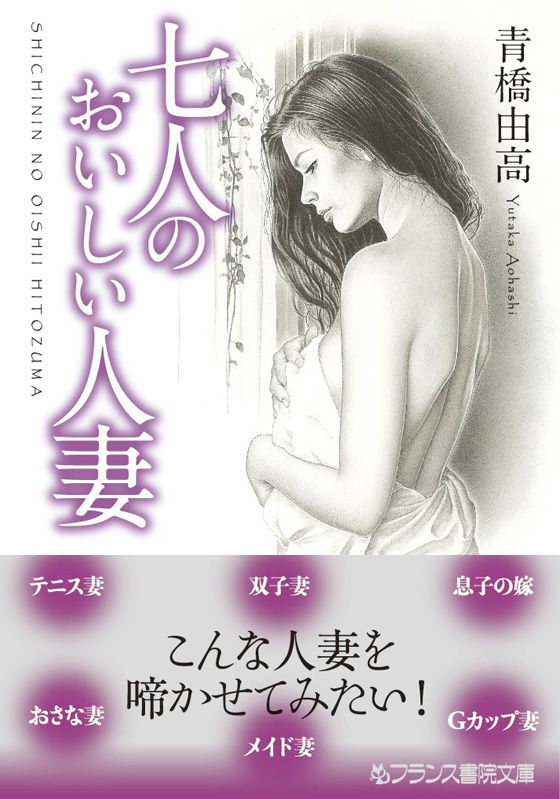 七人の
おいしい人妻
SHICHININ NO OISHII HITOZUMA
青橋由高
Yutaka Aohashi
テニス妻
双子妻
息子の嫁
こんな人妻を
啼かせてみたい！
おさな妻
メイド妻
Gカップ妻
フランス書院文庫